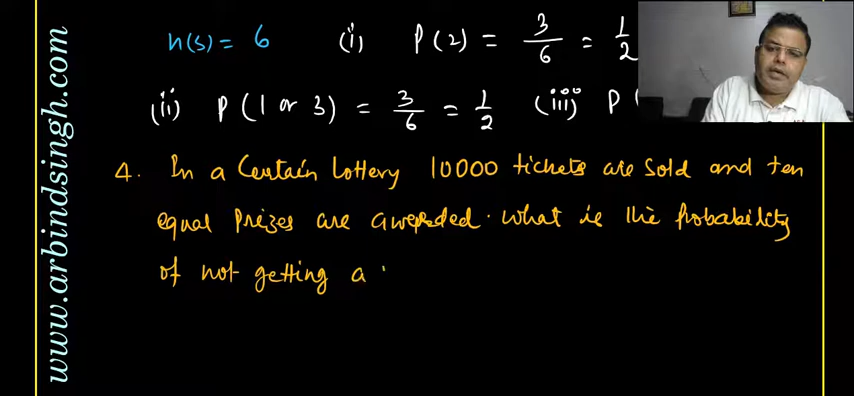 www.arbindsingh.com
n(s) = 6 (i) P(2) = 3/6 = 1/2
(ii) P(1 or 3) = 3/6 = 1/2 (iii) P(
4. In a Certain Lottery 10000 tickets are sold and ten
equal Prizes are awarded. What is the Probability
of not getting a